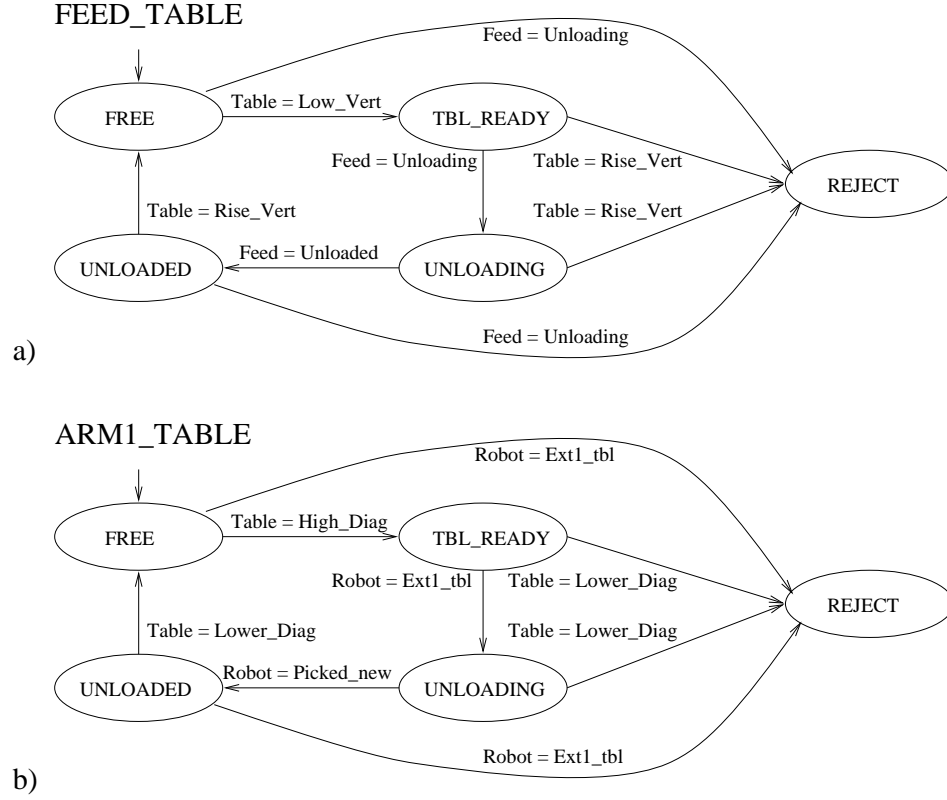 FEED_TABLE
Feed = Unloading
Table = Low_Vert
FREE
TBL_READY
Feed = Unloading
Table = Rise_Vert
REJECT
Table = Rise_Vert
Table = Rise_Vert
Feed = Unloaded
UNLOADED
UNLOADING
Feed = Unloading
a)
ARM1_TABLE
Robot = Ext1_tbl
Table = High_Diag
FREE
TBL_READY
Robot = Ext1_tbl
Table = Lower_Diag
REJECT
Table = Lower_Diag
Table = Lower_Diag
Robot = Picked_new
UNLOADED
UNLOADING
Robot = Ext1_tbl
b)